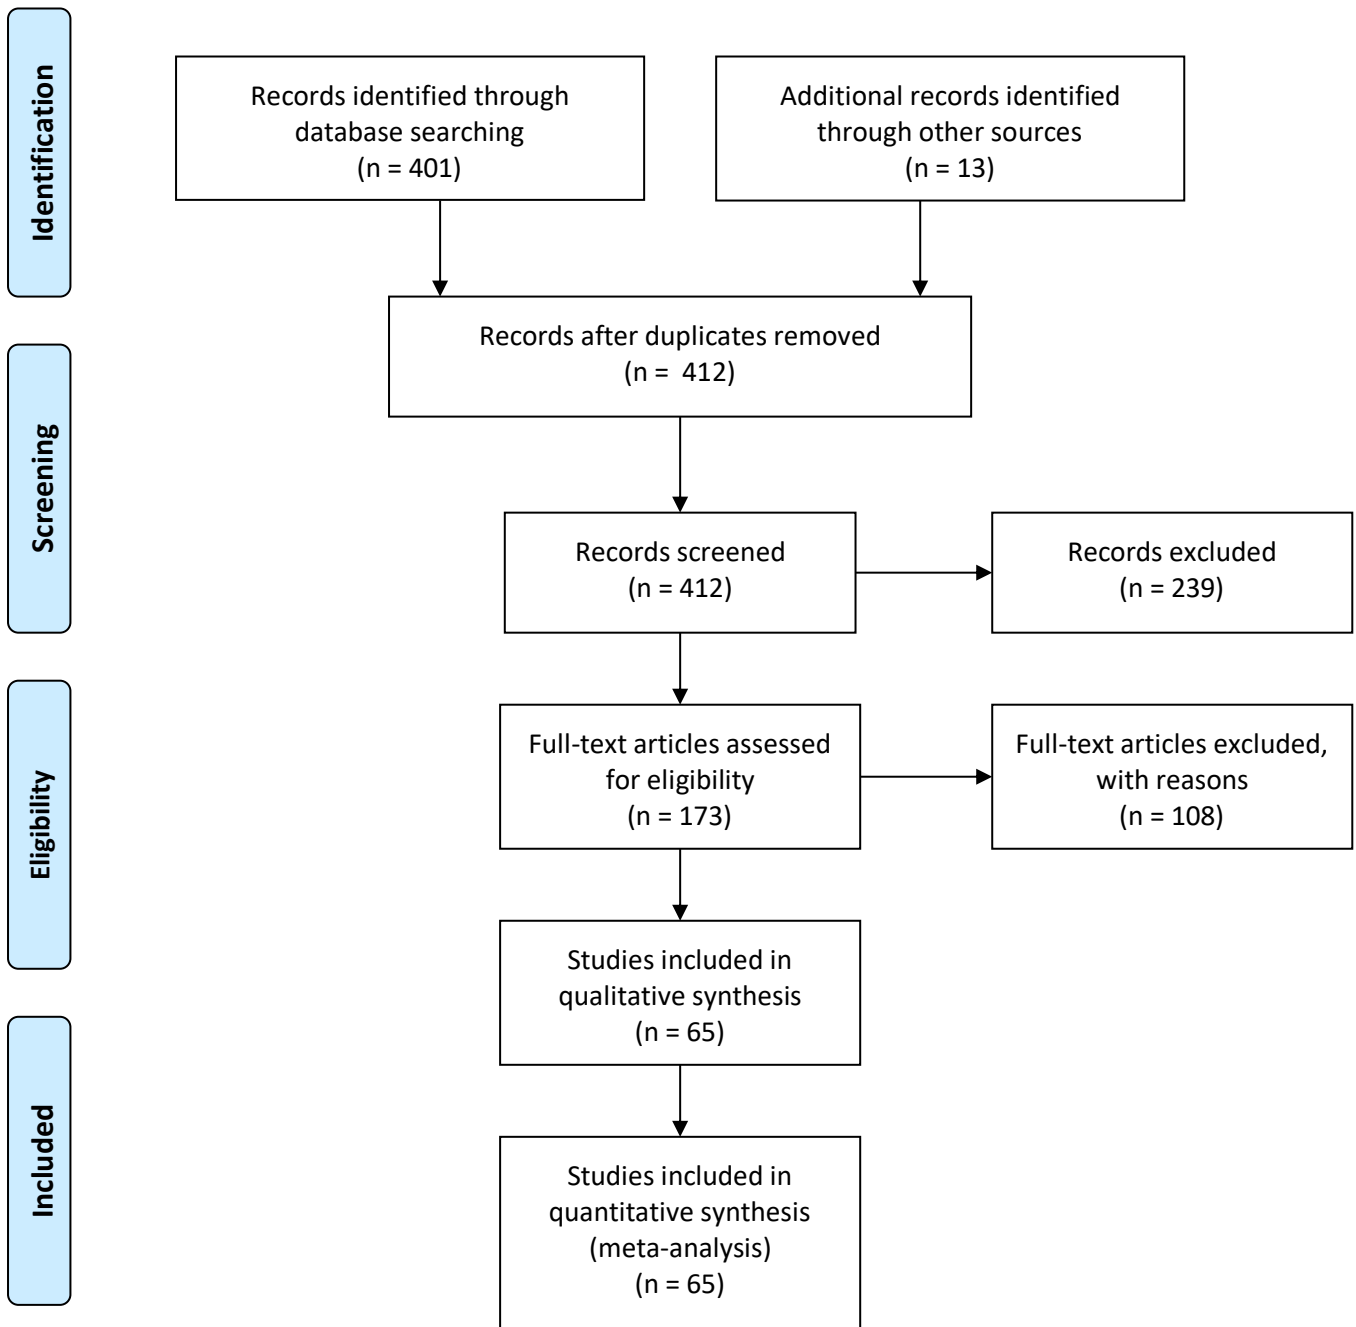 Identification
Records identified through
database searching
(n = 401)
Additional records identified
through other sources
(n = 13)
Records after duplicates removed
(n =  412)
Screening
Records screened
(n = 412)
Records excluded
(n = 239)
Eligibility
Full-text articles assessed
for eligibility
(n = 173)
Full-text articles excluded,
with reasons
(n = 108)
Studies included in
qualitative synthesis
(n = 65)
Included
Studies included in
quantitative synthesis
(meta-analysis)
(n = 65)